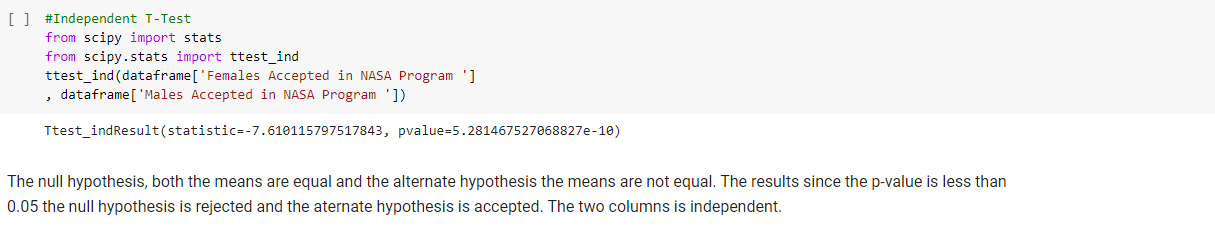 [ ] #Independent T-Test
from scipy import stats
from scipy.stats import ttest_ind
ttest_ind(dataframe['Females Accepted in NASA Program ']
, dataframe['Males Accepted in NASA Program '])
Ttest_indResult(statistic=-7.610115797517843, pvalue=5.281467527068827e-10)
The null hypothesis, both the means are equal and the alternate hypothesis the means are not equal. The results since the p-value is less than
0.05 the null hypothesis is rejected and the aternate hypothesis is accepted. The two columns is independent.